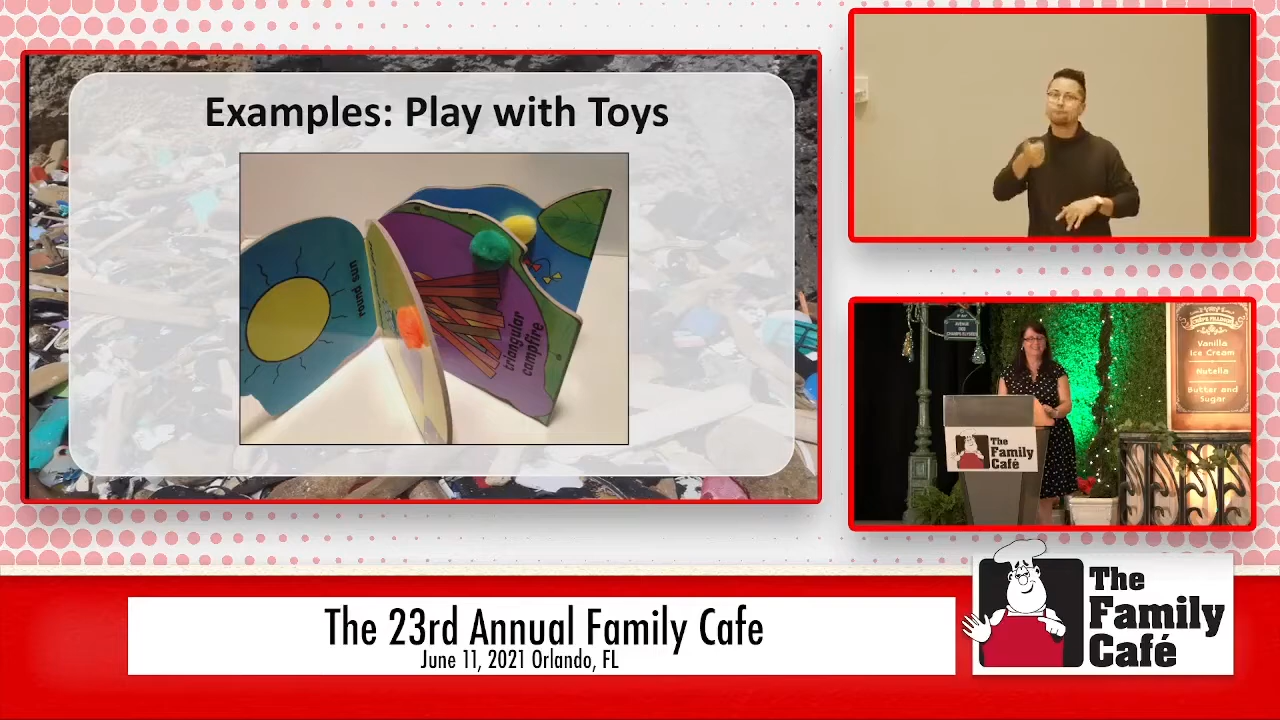 Examples: Play with Toys
round sun
triangular
campfire
Vanilla
Ice Cream
Nutella
Butter and
Sugar
The
Family
Café
The 23rd Annual Family Cafe
June 11, 2021 Orlando, FL
The
Family
Café